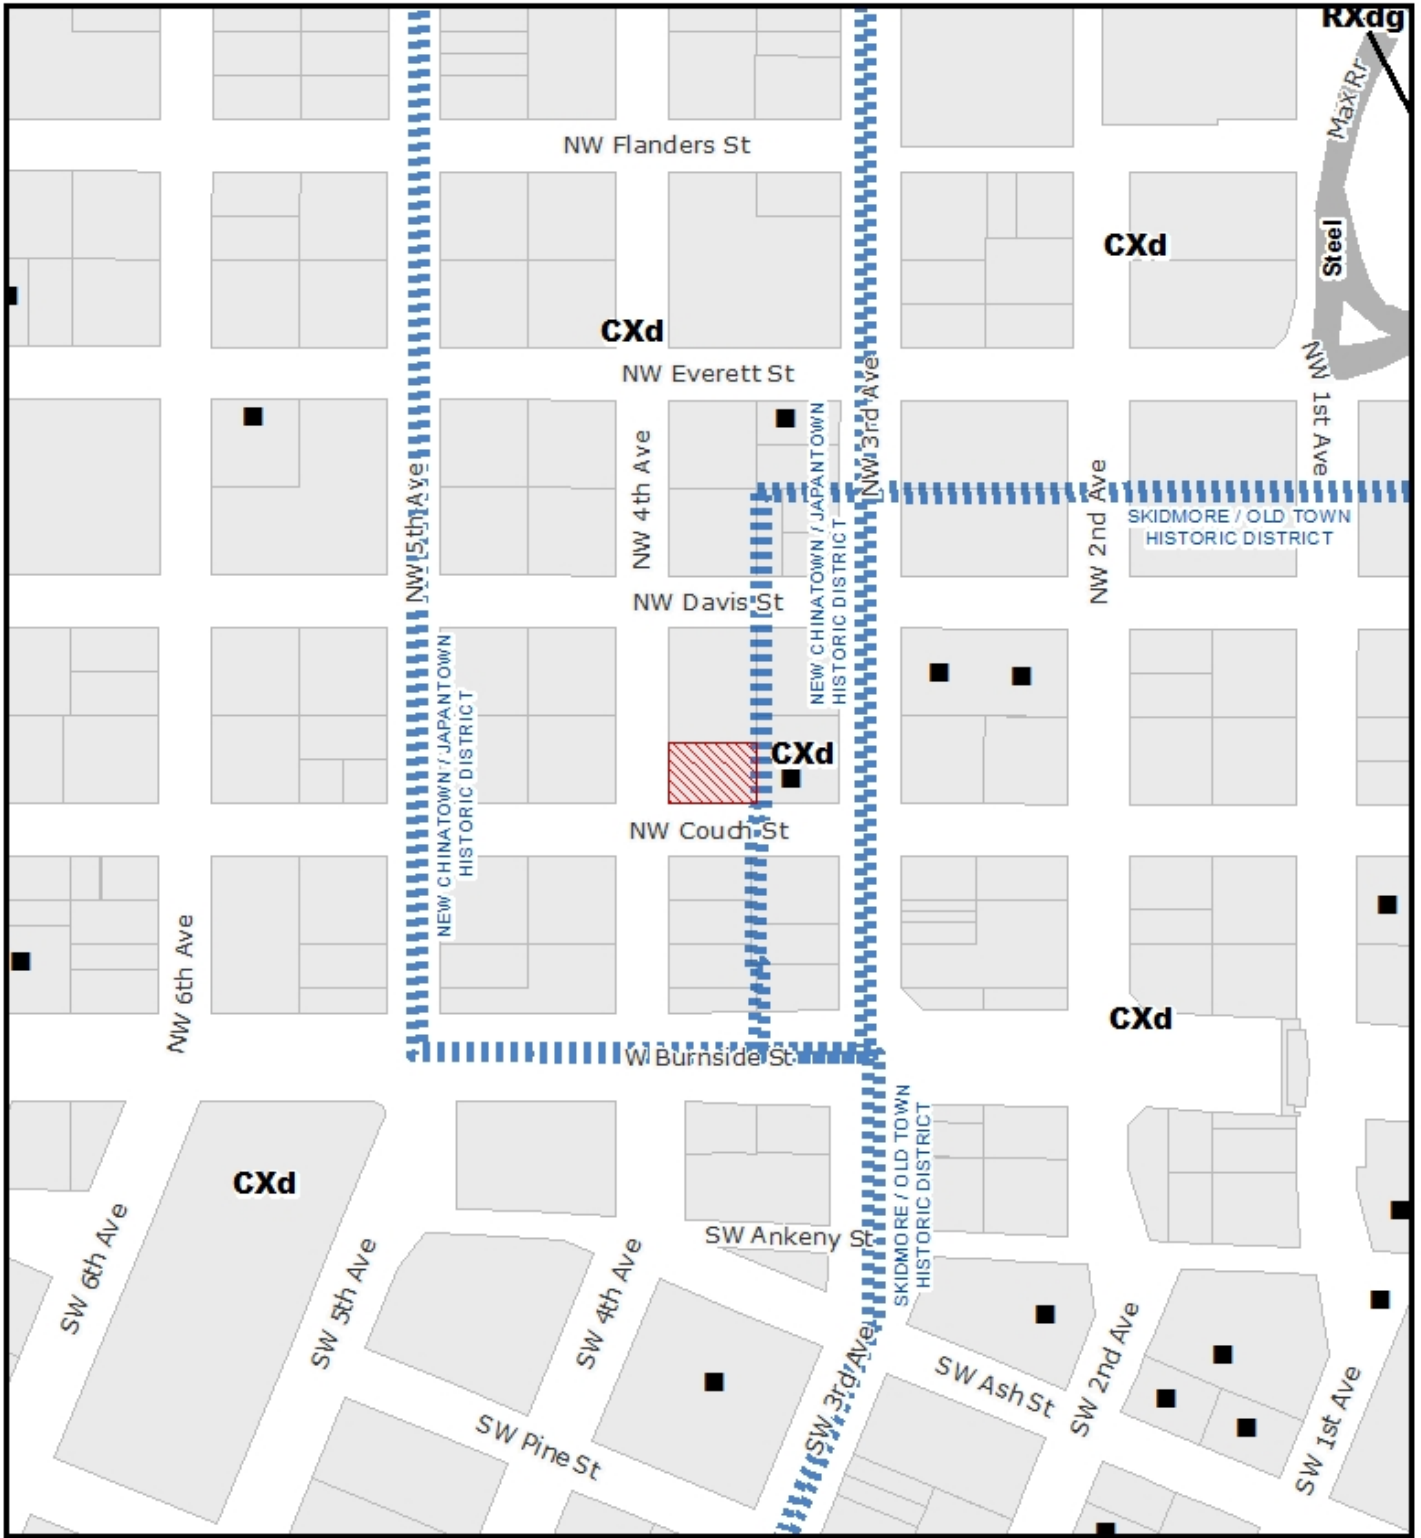 RXdg
Max Rr
NW Flanders St
CXd
Steel
CXd
NW Everett St
NW 1st Ave
NW 3rd Ave
NW 4th Ave
NW 5th Ave
NW 2nd Ave
NEW CHINATOWN / JAPANTOWN
HISTORIC DISTRICT
SKIDMORE / OLD TOWN
HISTORIC DISTRICT
NW Davis St
NEW CHINATOWN / JAPANTOWN
HISTORIC DISTRICT
CXd
NW Couch St
NW 6th Ave
CXd
W Burnside St
SKIDMORE / OLD TOWN
HISTORIC DISTRICT
CXd
SW Ankeny St
SW 6th Ave
SW 5th Ave
SW 4th Ave
SW 3rd Ave
SW Ash St
SW 2nd Ave
SW 1st Ave
SW Pine St